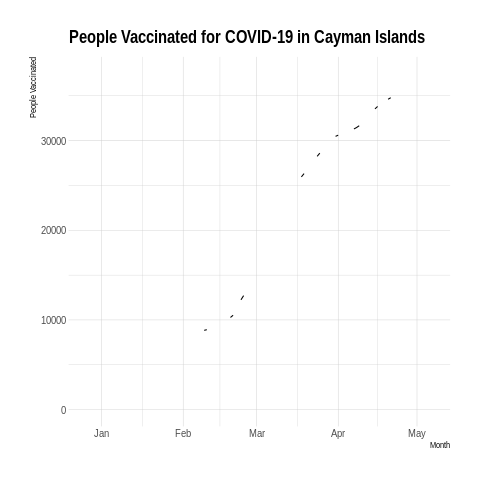 People Vaccinated for COVID-19 in Cayman Islands
People Vaccinated
30000
20000
10000
0
Jan Feb Mar Apr May
Month